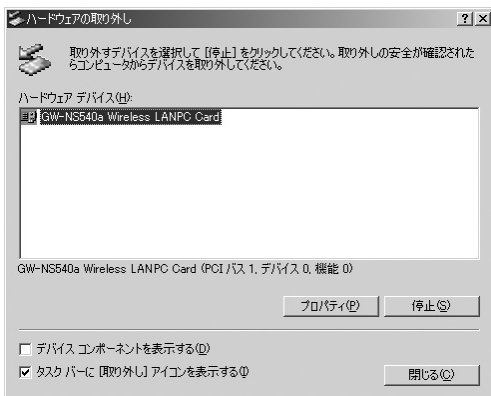 ハードウェアの取り外し
取り外すデバイスを選択して [停止] をクリックしてください。取り外しの安全が確認された
らコンピュータからデバイスを取り外してください。
ハードウェア デバイス(H):
GW-NS540a Wireless LANPC Card
GW-NS540a Wireless LANPC Card (PCI バス 1, デバイス 0, 機能 0)
プロパティ(P)
停止(S)
デバイス コンポーネントを表示する(D)
タスク バーに [取り外し] アイコンを表示する(I)
閉じる(C)